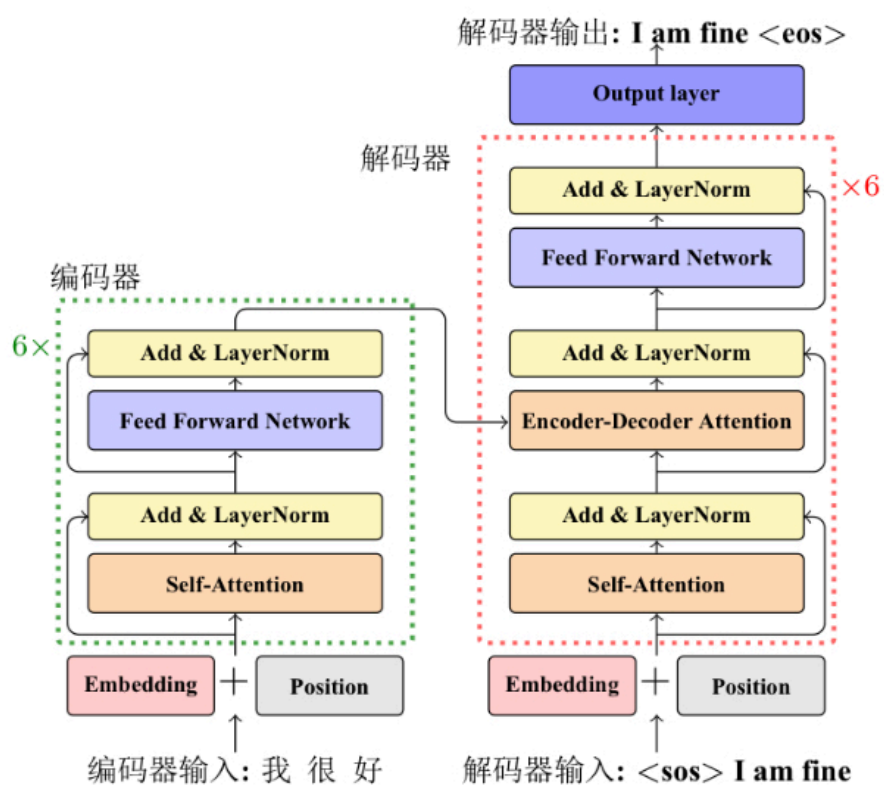 解码器输出: I am fine <eos>
Output layer
解码器
Add & LayerNorm
×6
Feed Forward Network
Add & LayerNorm
Encoder-Decoder Attention
Add & LayerNorm
Self-Attention
Embedding + Position
解码器输入: <sos> I am fine
编码器
6×
Add & LayerNorm
Feed Forward Network
Add & LayerNorm
Self-Attention
Embedding + Position
编码器输入: 我 很 好